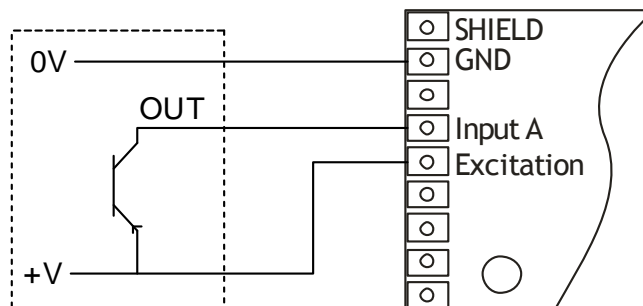 SHIELD
0V GND
OUT
Input A
Excitation
+V